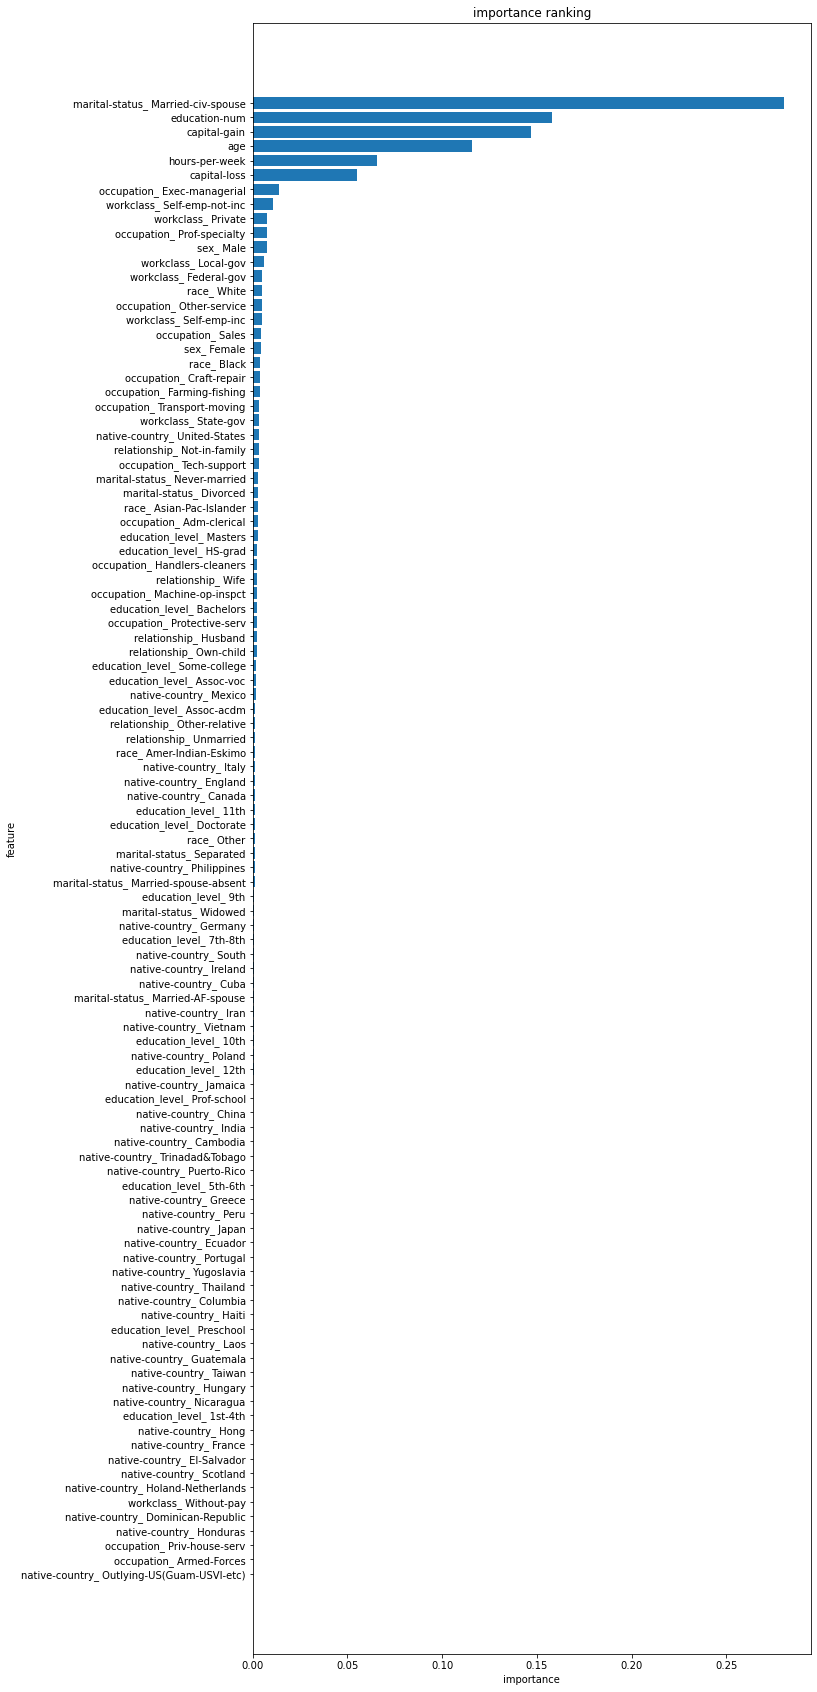 importance ranking
marital-status_ Married-civ-spouse
education-num
capital-gain
age
hours-per-week
capital-loss
occupation_ Exec-managerial
workclass_ Self-emp-not-inc
workclass_ Private
occupation_ Prof-specialty
sex_ Male
workclass_ Local-gov
workclass_ Federal-gov
race_ White
occupation_ Other-service
workclass_ Self-emp-inc
occupation_ Sales
sex_ Female
race_ Black
occupation_ Craft-repair
occupation_ Farming-fishing
occupation_ Transport-moving
workclass_ State-gov
native-country_ United-States
relationship_ Not-in-family
occupation_ Tech-support
marital-status_ Never-married
marital-status_ Divorced
race_ Asian-Pac-Islander
occupation_ Adm-clerical
education_level_ Masters
education_level_ HS-grad
occupation_ Handlers-cleaners
relationship_ Wife
occupation_ Machine-op-inspct
education_level_ Bachelors
occupation_ Protective-serv
relationship_ Husband
relationship_ Own-child
education_level_ Some-college
education_level_ Assoc-voc
native-country_ Mexico
education_level_ Assoc-acdm
relationship_ Other-relative
relationship_ Unmarried
race_ Amer-Indian-Eskimo
native-country_ Italy
native-country_ England
native-country_ Canada
education_level_ 11th
education_level_ Doctorate
race_ Other
marital-status_ Separated
native-country_ Philippines
marital-status_ Married-spouse-absent
education_level_ 9th
marital-status_ Widowed
native-country_ Germany
education_level_ 7th-8th
native-country_ South
native-country_ Ireland
native-country_ Cuba
marital-status_ Married-AF-spouse
native-country_ Iran
native-country_ Vietnam
education_level_ 10th
native-country_ Poland
education_level_ 12th
native-country_ Jamaica
education_level_ Prof-school
native-country_ China
native-country_ India
native-country_ Cambodia
native-country_ Trinadad&Tobago
native-country_ Puerto-Rico
education_level_ 5th-6th
native-country_ Greece
native-country_ Peru
native-country_ Japan
native-country_ Ecuador
native-country_ Portugal
native-country_ Yugoslavia
native-country_ Thailand
native-country_ Columbia
native-country_ Haiti
education_level_ Preschool
native-country_ Laos
native-country_ Guatemala
native-country_ Taiwan
native-country_ Hungary
native-country_ Nicaragua
education_level_ 1st-4th
native-country_ Hong
native-country_ France
native-country_ El-Salvador
native-country_ Scotland
native-country_ Holand-Netherlands
workclass_ Without-pay
native-country_ Dominican-Republic
native-country_ Honduras
occupation_ Priv-house-serv
occupation_ Armed-Forces
native-country_ Outlying-US(Guam-USVI-etc)
feature
0.00 0.05 0.10 0.15 0.20 0.25
importance